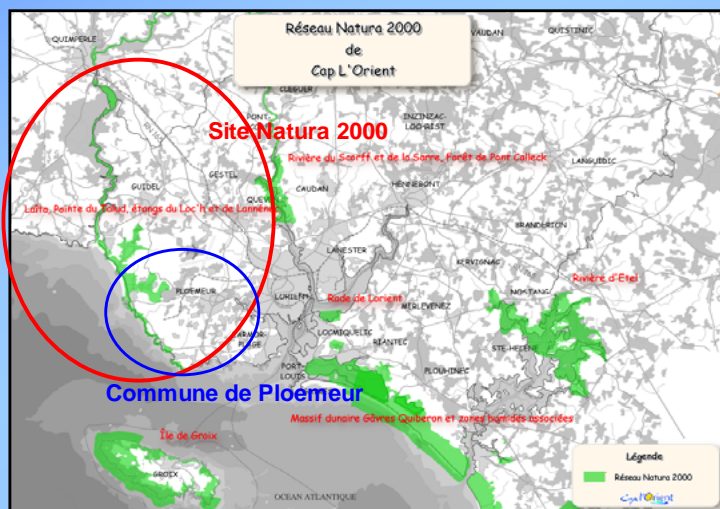 Réseau Natura 2000
de
Cap L'Orient
QUIMPERLE
VAUDAN
QUISTINIC
CLEGUER
PONT-
INZINZAC-
LOCHRIST
Site Natura 2000
Rivière du Scorff et de la Sarre, Forêt de Pont Calleck
LANGUIDIC
GUIDEL
GESTEL
QUEVEN
CAUDAN
HENNEBONT
Laïta, Pointe du Talud, étangs du Loc'h et de Lannénec
BRANDERION
LANESTER
KERVIGNAC
Rivière d'Etel
PLOEMEUR
LORIENT
Rade de Lorient
MERLEVENEZ
NOSTANG
LARMOR-
PLAGE
LOCMIQUELIC
RIANTEC
STE-HELENE
PORT-
LOUIS
PLOUHINEC
Commune de Ploemeur
Massif dunaire Gâvres Quiberon et zones humides associées
Île de Groix
GROIX
OCEAN ATLANTIQUE
Légende
Réseau Natura 2000
Cap l'Orient